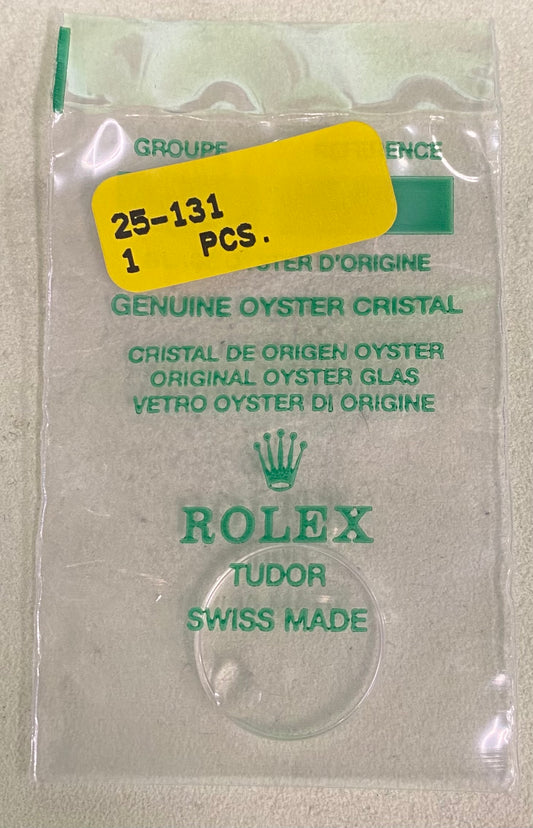 GROUPE
25-131
1 PCS.
D'ORIGINE
GENUINE OYSTER CRISTAL
CRISTAL DE ORIGEN OYSTER
ORIGINAL OYSTER GLAS
VETRO OYSTER DI ORIGINE
ROLEX
TUDOR
SWISS MADE